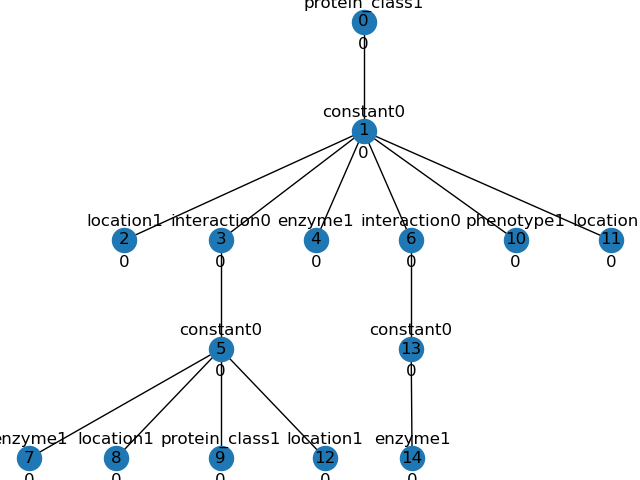 protein_class1
0
0
constant0
1
0
location1 interaction0 enzyme1 interaction0 phenotype1 location
2 3 4 6 10 11
0 0 0 0 0 0
constant0 constant0
5 13
0 0
enzyme1 location1 protein_class1 location1 enzyme1
7 8 9 12 14
0 0 0 0 0